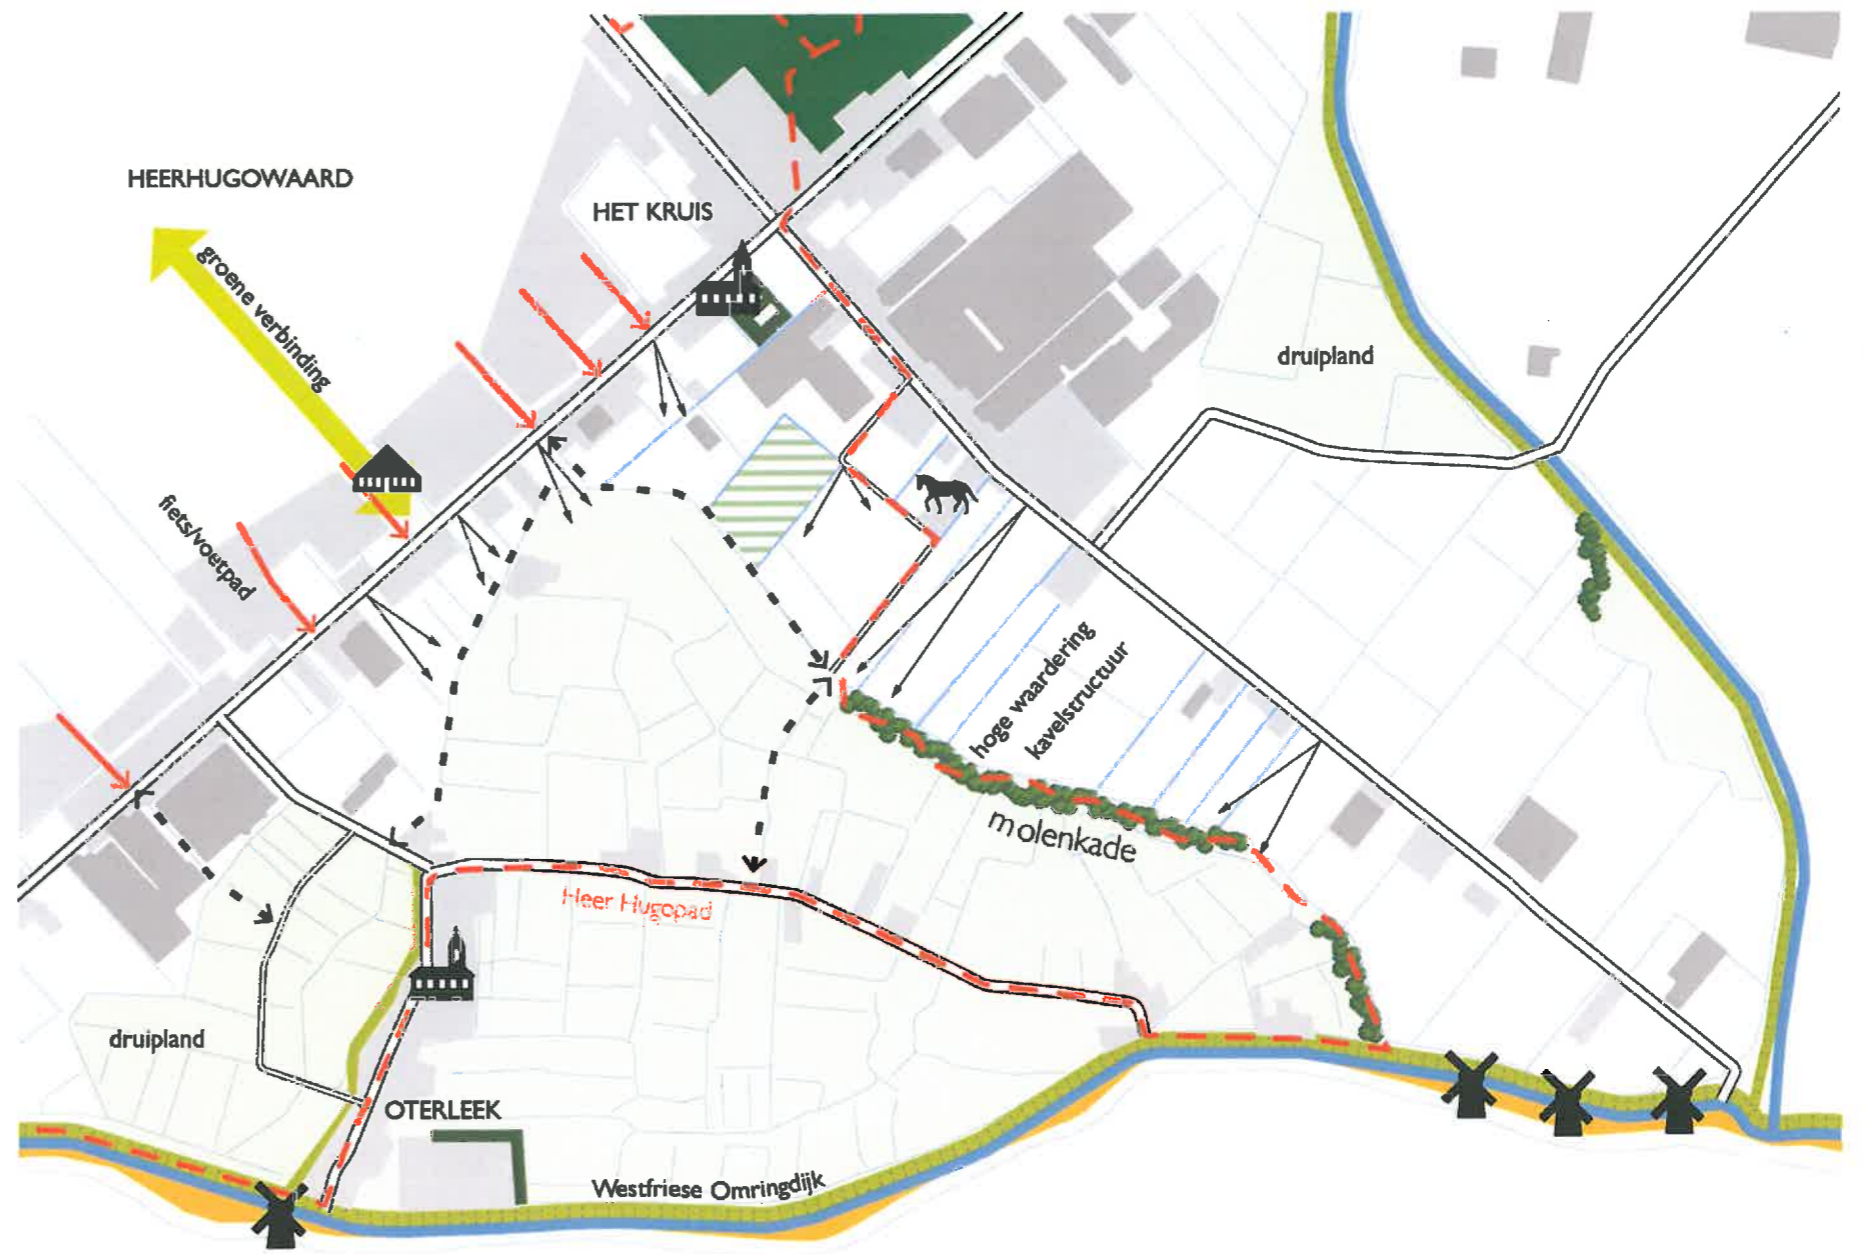 HEERHUGOWAARD
HET KRUIS
groene verbinding
druipland
fiets/voetpad
hoge waardering
kavelstructuur
molenkade
Heer Hugopad
druipland
OTERLEEK
Westfriese Omringdijk